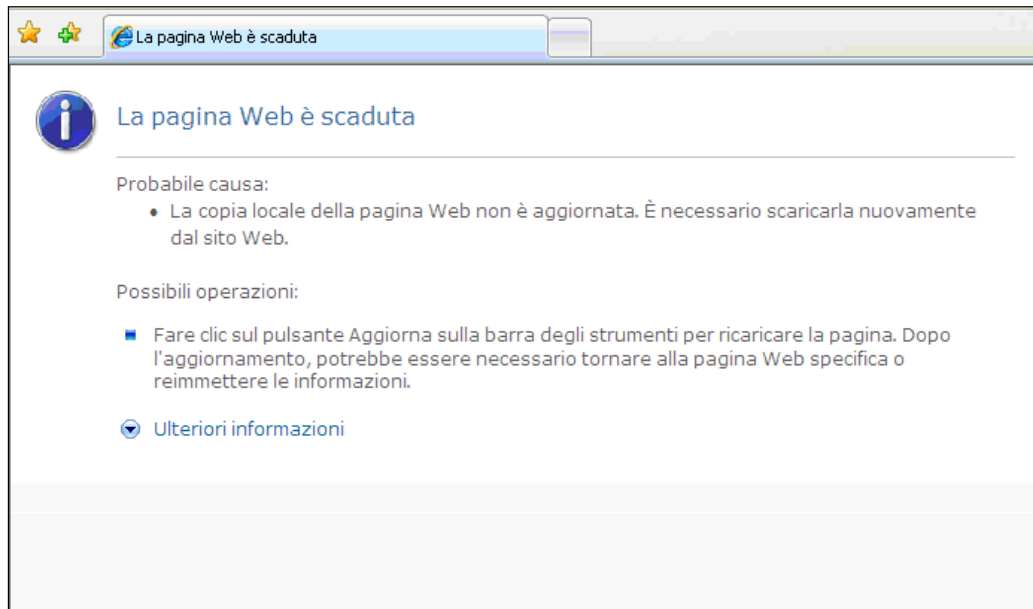 La pagina Web è scaduta
La pagina Web è scaduta
Probabile causa:
• La copia locale della pagina Web non è aggiornata. È necessario scaricarla nuovamente
dal sito Web.
Possibili operazioni:
Fare clic sul pulsante Aggiorna sulla barra degli strumenti per ricaricare la pagina. Dopo
l'aggiornamento, potrebbe essere necessario tornare alla pagina Web specifica o
reimmettere le informazioni.
Ulteriori informazioni